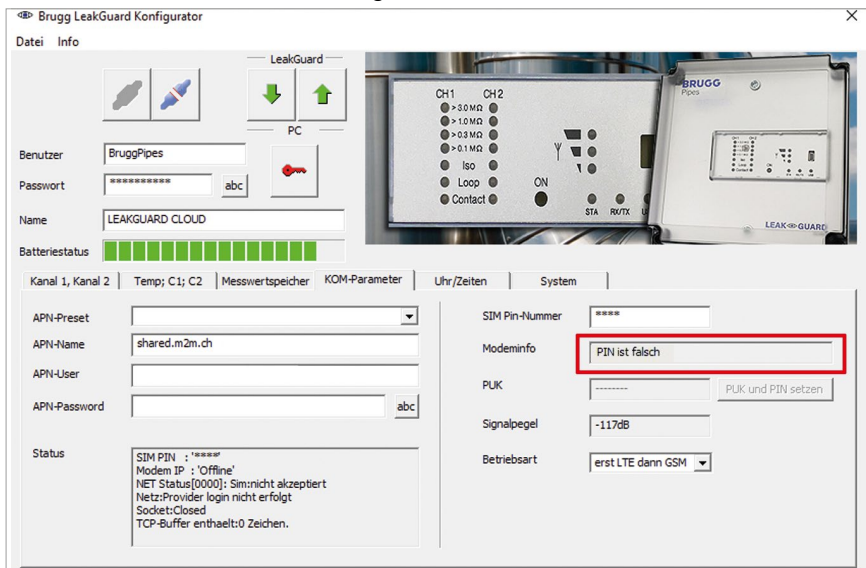 Brugg LeakGuard Konfigurator
Datei Info
LeakGuard
PC
Benutzer
BruggPipes
Passwort
**********
abc
Name
LEAKGUARD CLOUD
Batteriestatus
CH1 CH2
>3.0 MΩ
>1.0 MΩ
>0.3 MΩ
>0.1 MΩ
Iso
Loop
Contact
ON
STA RX/TX
BRUGG
Pipes
LEAK GUARD
Kanal 1, Kanal 2
Temp; C1; C2
Messwertspeicher
KOM-Parameter
Uhr/Zeiten
System
APN-Preset
APN-Name
shared.m2m.ch
APN-User
APN-Password
abc
Status
SIM PIN : '****'
Modem IP : 'Offline'
NET Status[0000]: Sim:nicht akzeptiert
Netz:Provider login nicht erfolgt
Socket:Closed
TCP-Buffer enthaelt:0 Zeichen.
SIM Pin-Nummer
****
Modeminfo
PIN ist falsch
PUK
--------
PUK und PIN setzen
Signalpegel
-117dB
Betriebsart
erst LTE dann GSM